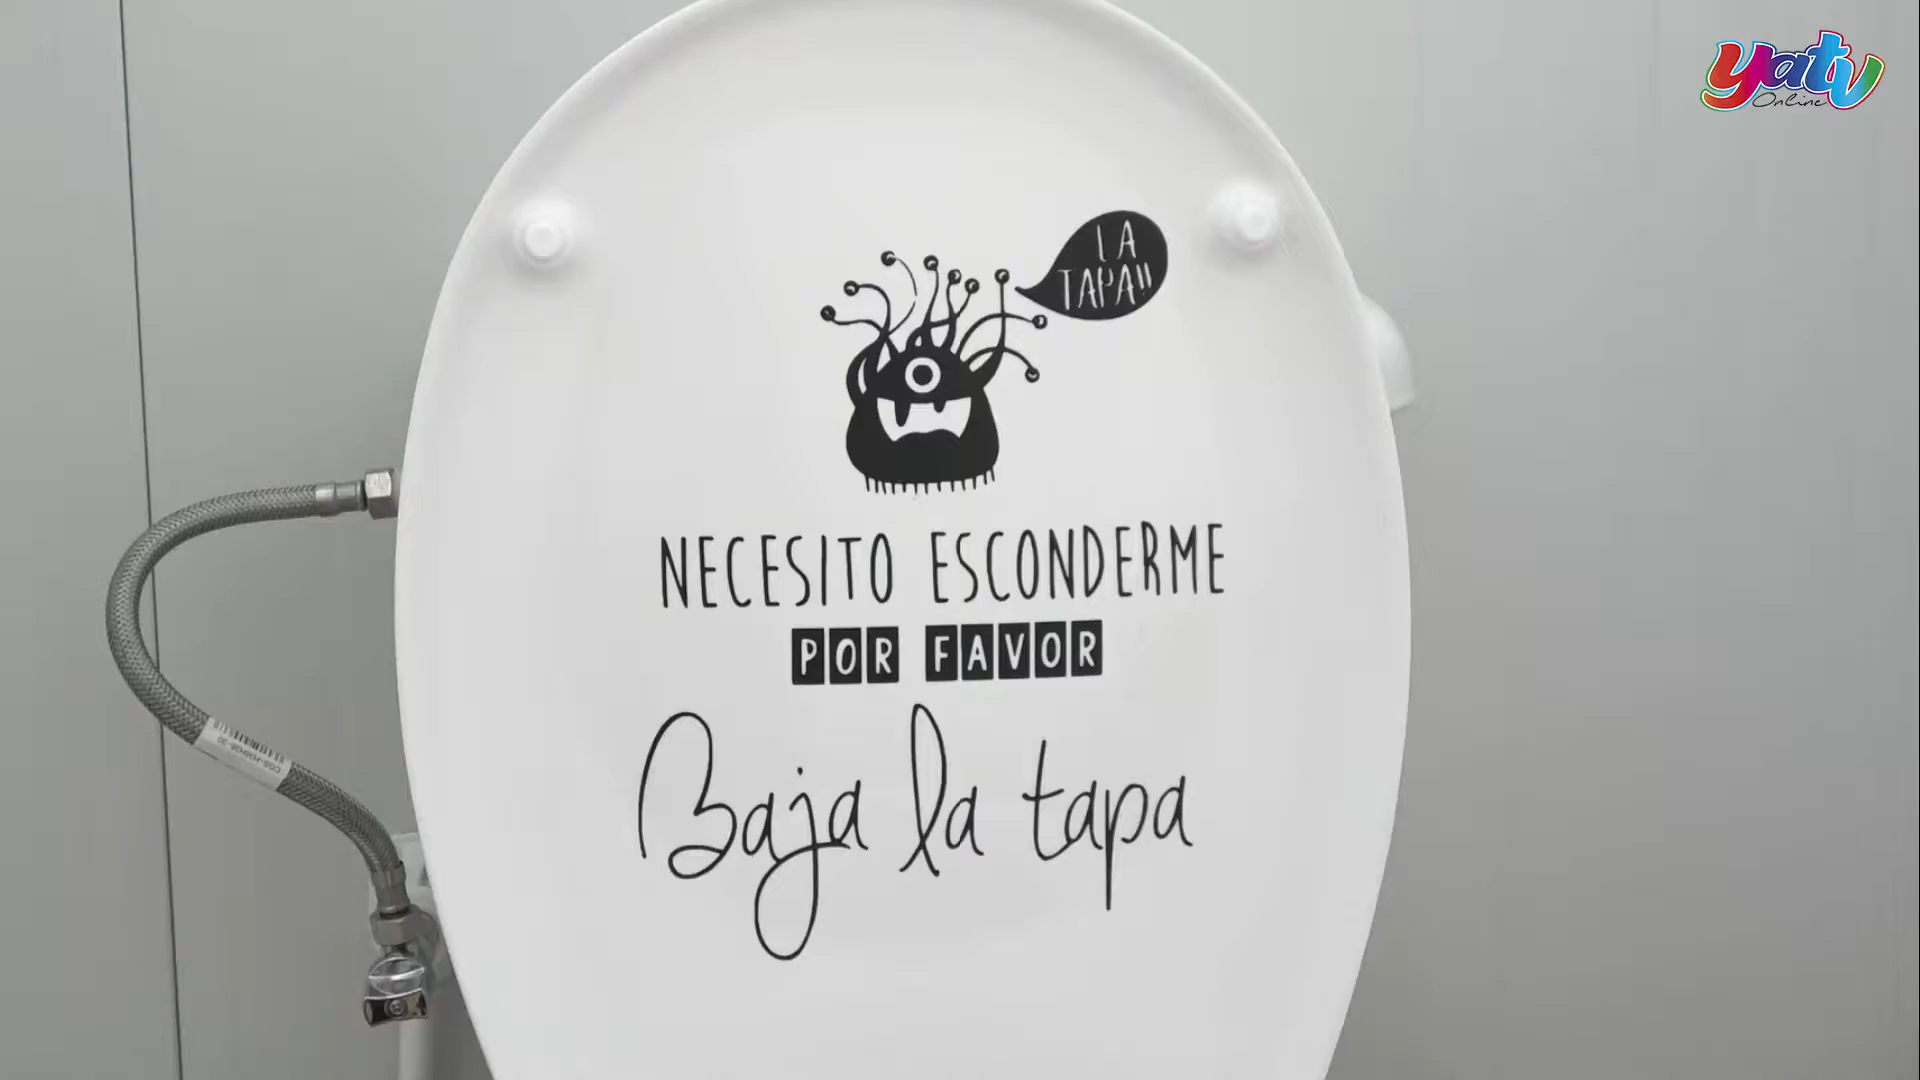 yatv
Online
LA
TAPA!!
NECESITO ESCONDERME
POR FAVOR
Baja la tapa